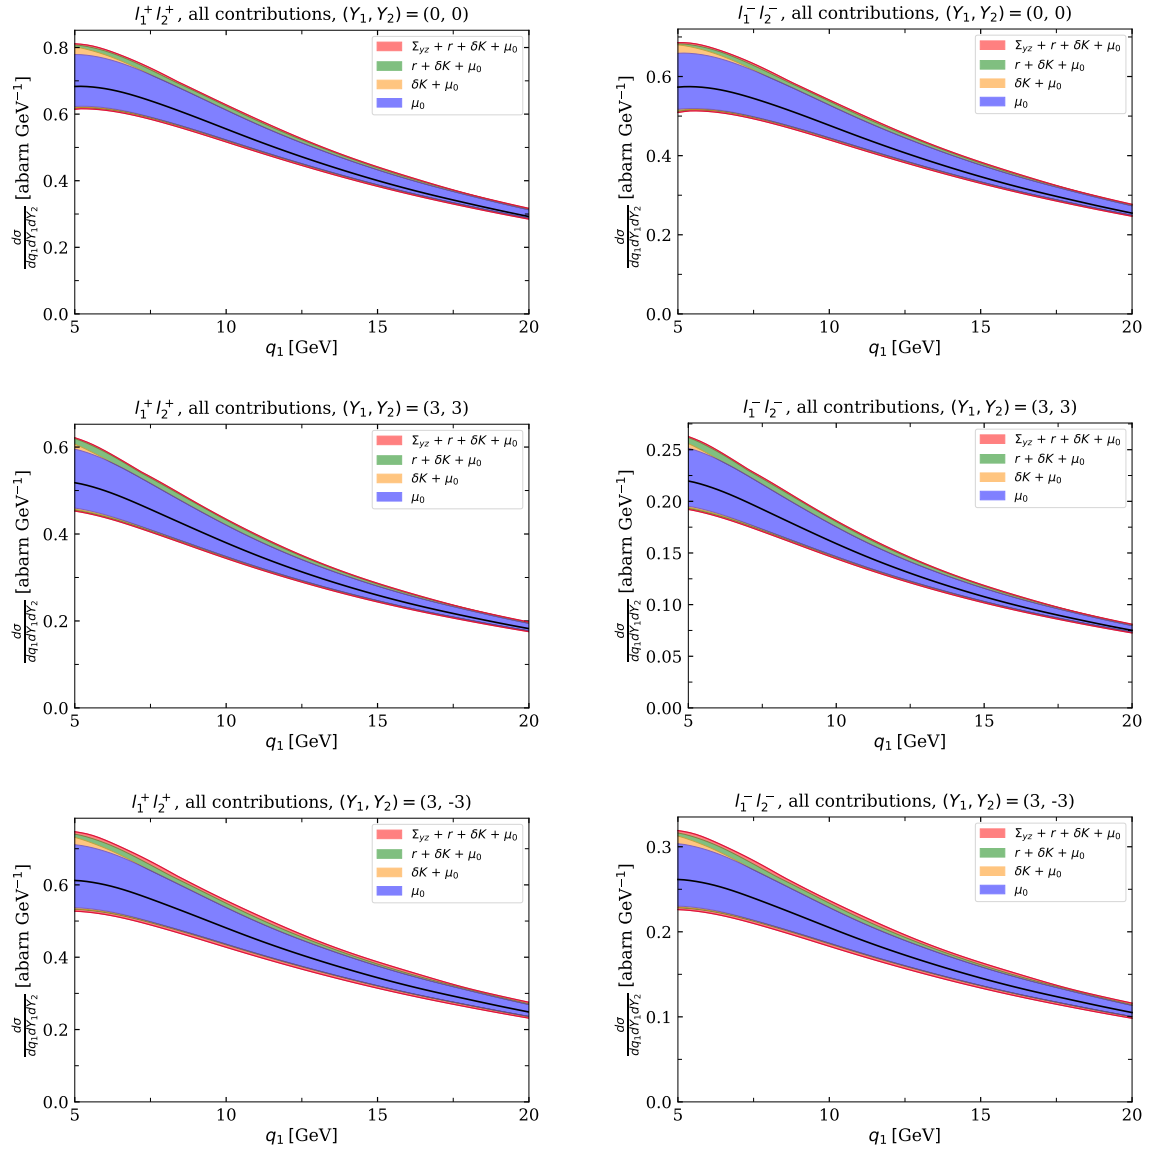 l₁⁺l₂⁺, all contributions, (Y₁, Y₂) = (0, 0)
dσ/dq₁dY₁dY₂ [abarn GeV⁻¹]
0.8
0.6
0.4
0.2
0.0
Σyz + r + δK + μ₀
r + δK + μ₀
δK + μ₀
μ₀
5 10 15 20
q₁ [GeV]
l₁⁻l₂⁻, all contributions, (Y₁, Y₂) = (0, 0)
dσ/dq₁dY₁dY₂ [abarn GeV⁻¹]
0.6
0.4
0.2
0.0
Σyz + r + δK + μ₀
r + δK + μ₀
δK + μ₀
μ₀
5 10 15 20
q₁ [GeV]
l₁⁺l₂⁺, all contributions, (Y₁, Y₂) = (3, 3)
dσ/dq₁dY₁dY₂ [abarn GeV⁻¹]
0.6
0.4
0.2
0.0
Σyz + r + δK + μ₀
r + δK + μ₀
δK + μ₀
μ₀
5 10 15 20
q₁ [GeV]
l₁⁻l₂⁻, all contributions, (Y₁, Y₂) = (3, 3)
dσ/dq₁dY₁dY₂ [abarn GeV⁻¹]
0.25
0.20
0.15
0.10
0.05
0.00
Σyz + r + δK + μ₀
r + δK + μ₀
δK + μ₀
μ₀
5 10 15 20
q₁ [GeV]
l₁⁺l₂⁺, all contributions, (Y₁, Y₂) = (3, -3)
dσ/dq₁dY₁dY₂ [abarn GeV⁻¹]
0.6
0.4
0.2
0.0
Σyz + r + δK + μ₀
r + δK + μ₀
δK + μ₀
μ₀
5 10 15 20
q₁ [GeV]
l₁⁻l₂⁻, all contributions, (Y₁, Y₂) = (3, -3)
dσ/dq₁dY₁dY₂ [abarn GeV⁻¹]
0.3
0.2
0.1
0.0
Σyz + r + δK + μ₀
r + δK + μ₀
δK + μ₀
μ₀
5 10 15 20
q₁ [GeV]